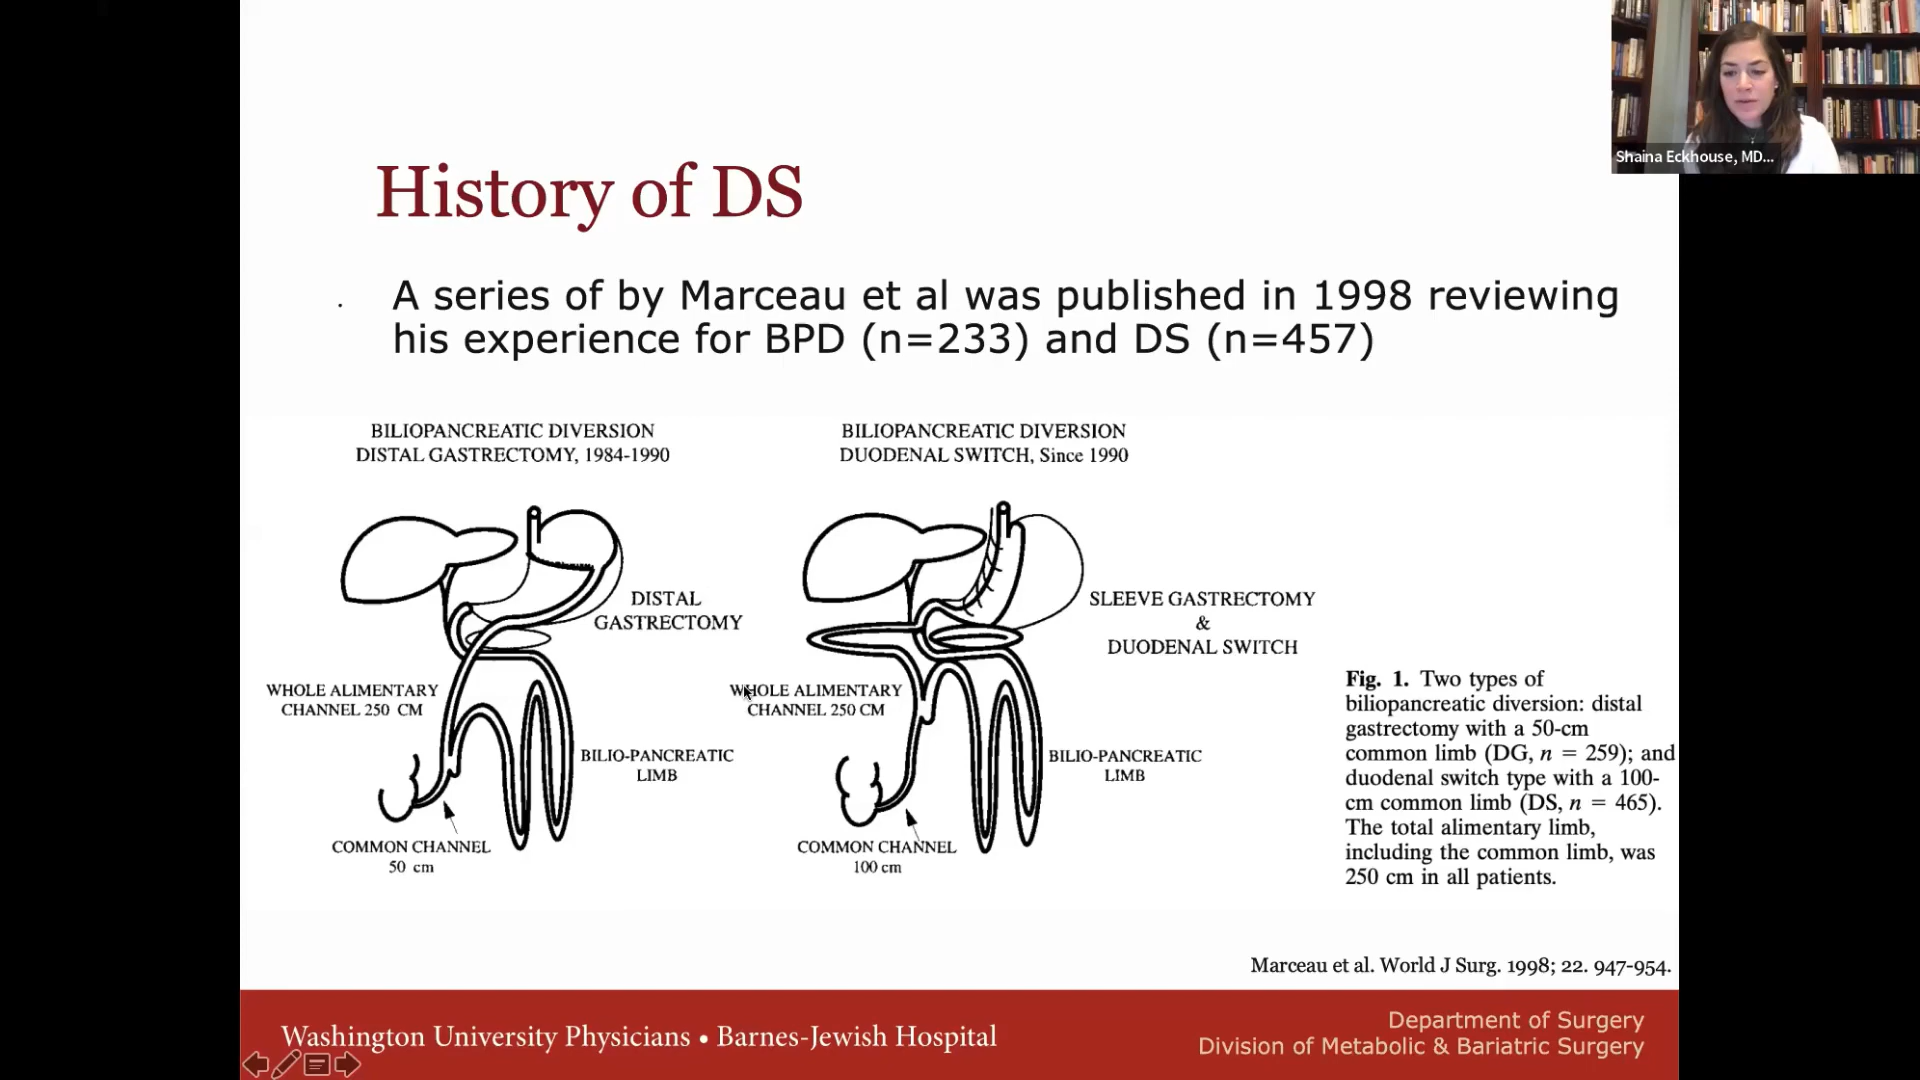 Shaina Eckhouse, MD...
History of DS
. A series of by Marceau et al was published in 1998 reviewing
his experience for BPD (n=233) and DS (n=457)
BILIOPANCREATIC DIVERSION
DISTAL GASTRECTOMY, 1984-1990
DISTAL
GASTRECTOMY
WHOLE ALIMENTARY
CHANNEL 250 CM
BILIO-PANCREATIC
LIMB
COMMON CHANNEL
50 cm
BILIOPANCREATIC DIVERSION
DUODENAL SWITCH, Since 1990
SLEEVE GASTRECTOMY
&
DUODENAL SWITCH
WHOLE ALIMENTARY
CHANNEL 250 CM
BILIO-PANCREATIC
LIMB
COMMON CHANNEL
100 cm
Fig. 1. Two types of
biliopancreatic diversion: distal
gastrectomy with a 50-cm
common limb (DG, n = 259); and
duodenal switch type with a 100-
cm common limb (DS, n = 465).
The total alimentary limb,
including the common limb, was
250 cm in all patients.
Marceau et al. World J Surg. 1998; 22. 947-954.
Washington University Physicians • Barnes-Jewish Hospital
Department of Surgery
Division of Metabolic & Bariatric Surgery